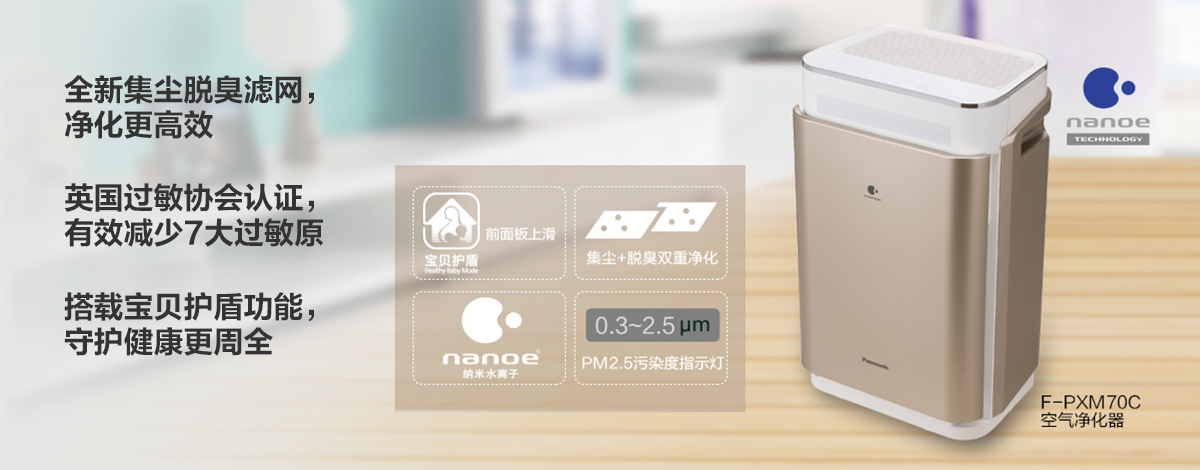 全新集尘脱臭滤网，
净化更高效
英国过敏协会认证，
有效减少7大过敏原
搭载宝贝护盾功能，
守护健康更周全
宝贝护盾
Healthy Baby Mode
前面板上滑
集尘+脱臭双重净化
nanoe®
纳米水离子
0.3~2.5 μm
PM2.5污染度指示灯
nanoe
TECHNOLOGY
Panasonic
F-PXM70C
空气净化器